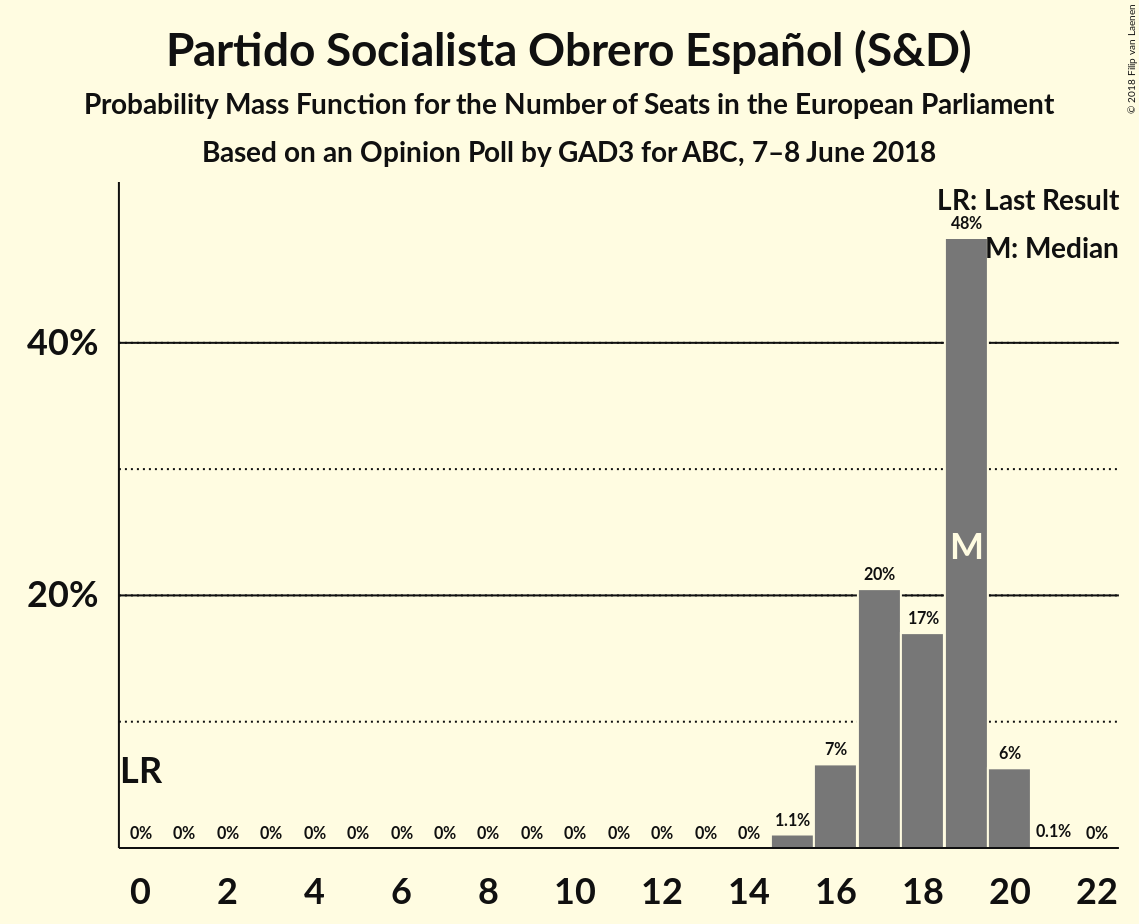 Partido Socialista Obrero Español (S&D)
Probability Mass Function for the Number of Seats in the European Parliament
Based on an Opinion Poll by GAD3 for ABC, 7–8 June 2018
© 2018 Filip van Laenen
LR: Last Result
M: Median
48%
40%
20%
20%
17%
M
7%
6%
LR
0% 0% 0% 0% 0% 0% 0% 0% 0% 0% 0% 0% 0% 0% 0% 1.1% 0.1% 0%
0 2 4 6 8 10 12 14 16 18 20 22